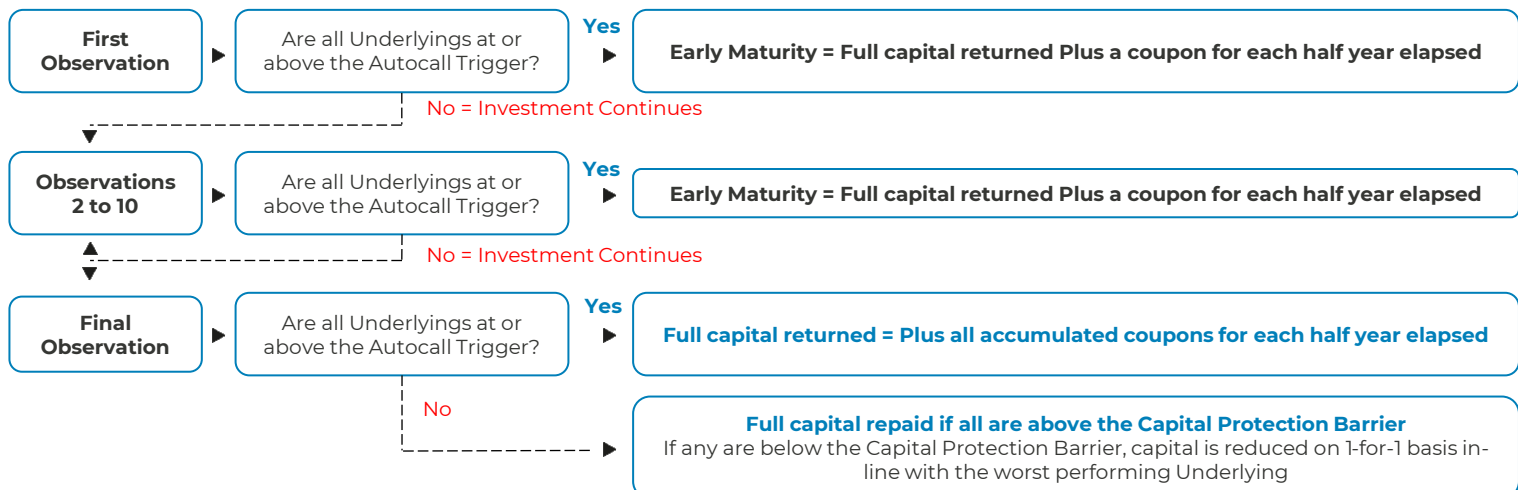 First
Observation
Are all Underlyings at or
above the Autocall Trigger?
Yes
Early Maturity = Full capital returned Plus a coupon for each half year elapsed
No = Investment Continues
Observations
2 to 10
Are all Underlyings at or
above the Autocall Trigger?
Yes
Early Maturity = Full capital returned Plus a coupon for each half year elapsed
No = Investment Continues
Final
Observation
Are all Underlyings at or
above the Autocall Trigger?
Yes
Full capital returned = Plus all accumulated coupons for each half year elapsed
No
Full capital repaid if all are above the Capital Protection Barrier
If any are below the Capital Protection Barrier, capital is reduced on 1-for-1 basis in-
line with the worst performing Underlying